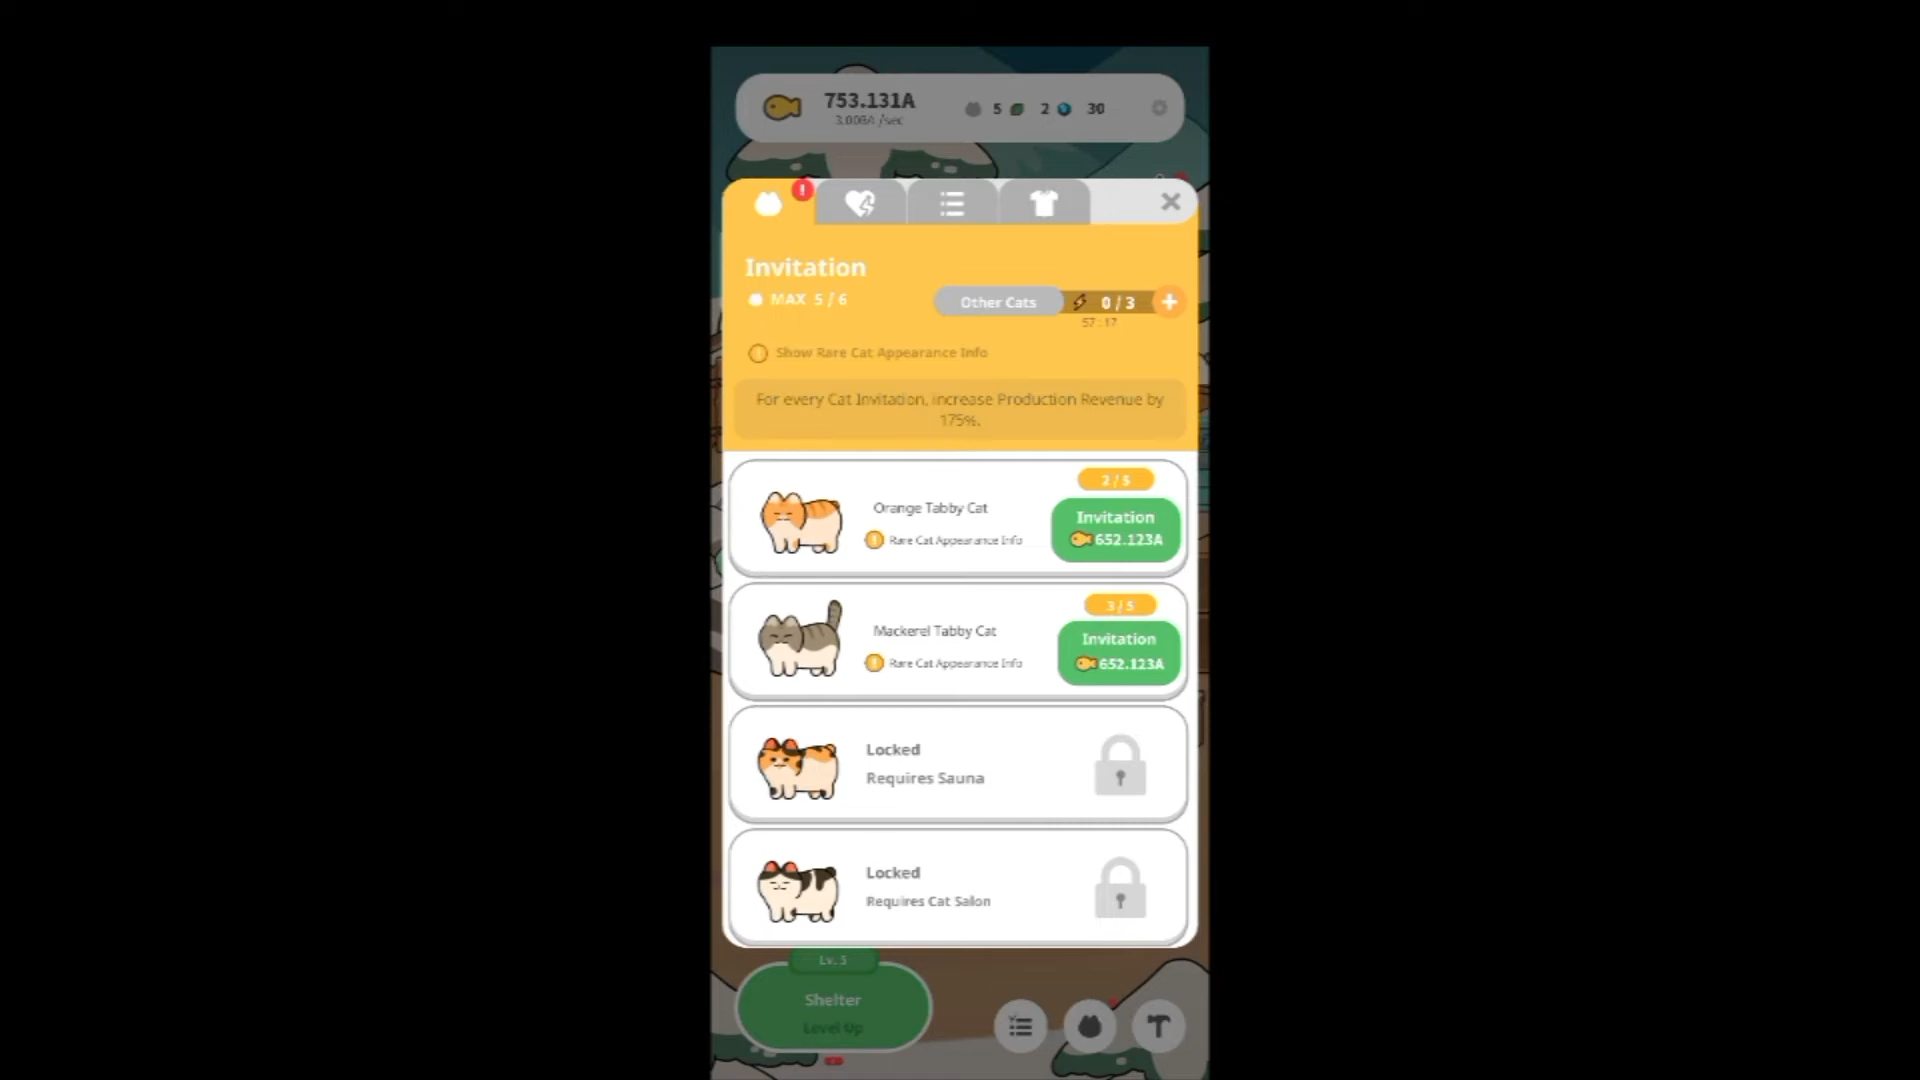 753.131A
5 2 30
3.006A /sec
Invitation
MAX 5 / 6
Other Cats
0 / 3
57 : 17
Show Rare Cat Appearance Info
For every Cat Invitation, increase Production Revenue by
175%.
2 / 5
Orange Tabby Cat
Invitation
Rare Cat Appearance Info
652.123A
3 / 5
Mackerel Tabby Cat
Invitation
Rare Cat Appearance Info
652.123A
Locked
Requires Sauna
Locked
Requires Cat Salon
Lv. 5
Shelter
Level Up